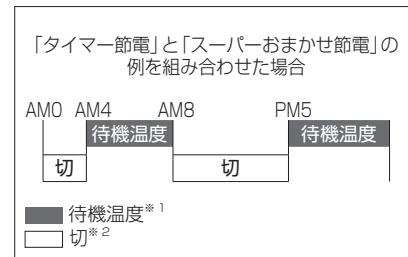 「タイマー節電」と「スーパーおまかせ節電」の
例を組み合わせた場合
AM0 AM4 AM8 PM5
待機温度 待機温度
切 切
待機温度※1
切※2